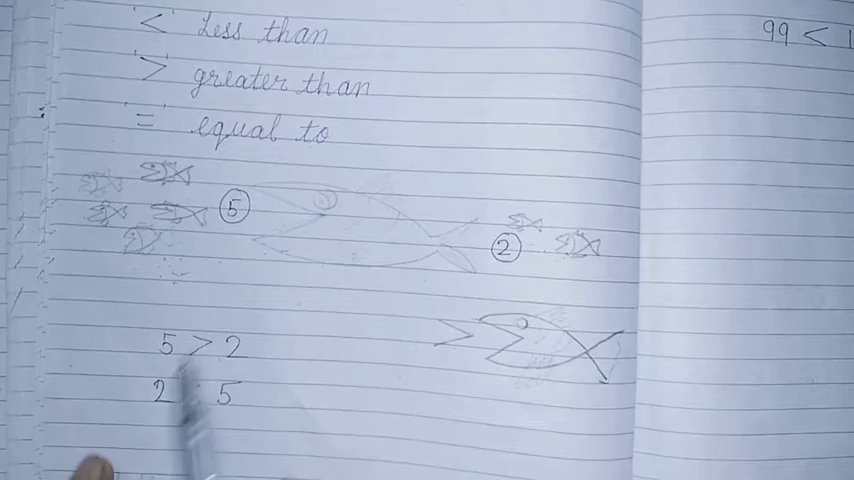 '<' Less than
'>' greater than
'=' equal to
5
2
5 > 2
2 5
>
99 <